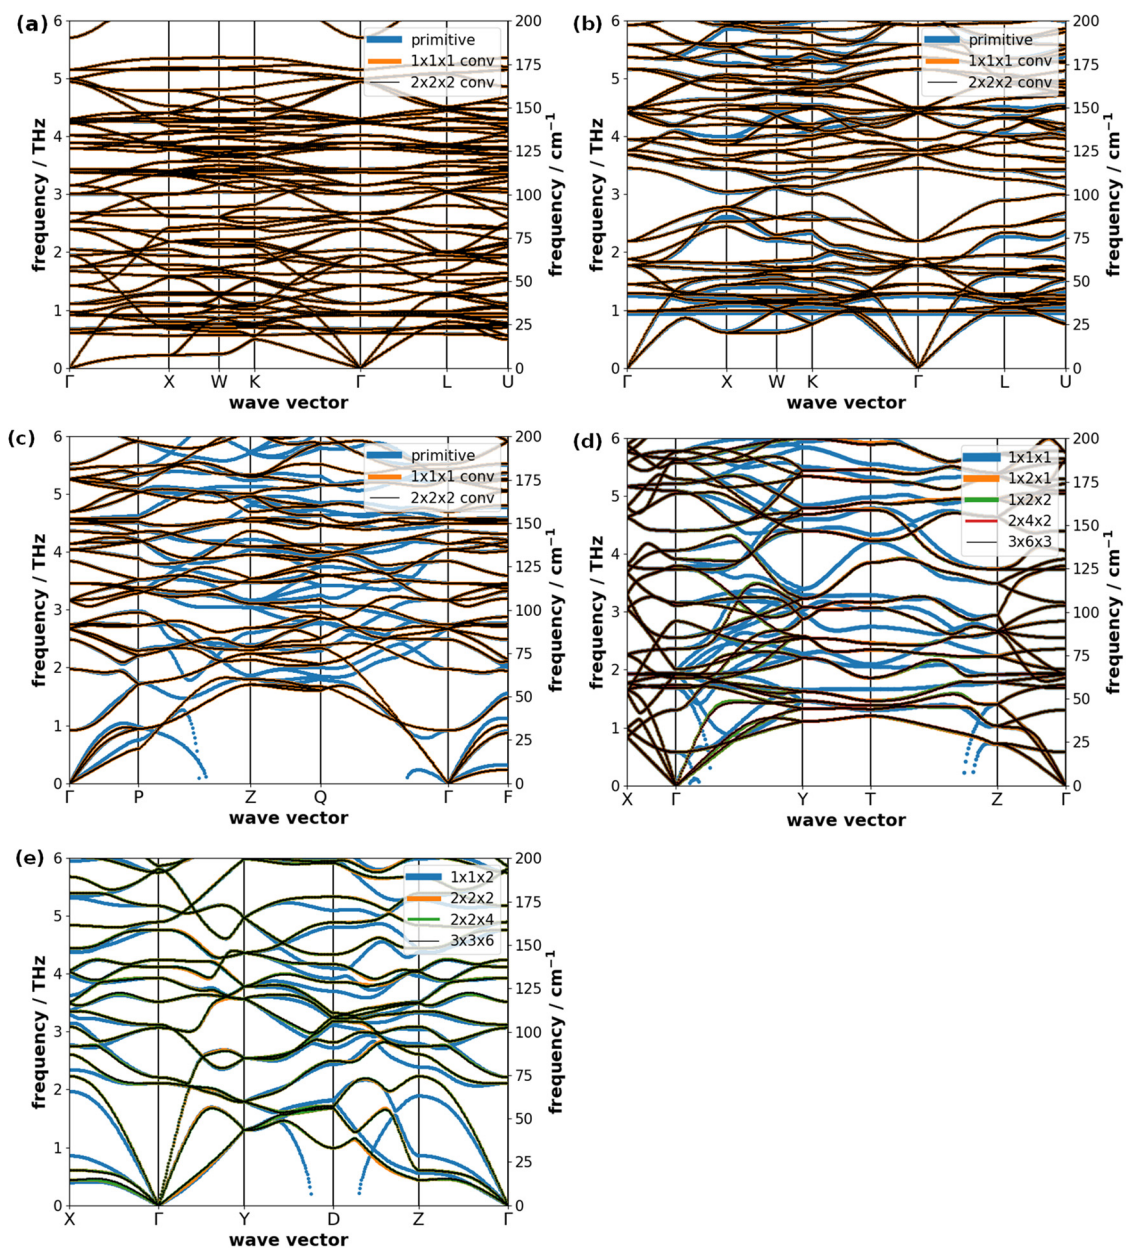 (a)
frequency / THz
6
5
4
3
2
1
0
primitive
1x1x1 conv
2x2x2 conv
200
175
150
125
100
75
50
25
0
frequency / cm⁻¹
Γ X W K Γ L U
wave vector
(b)
frequency / THz
6
5
4
3
2
1
0
primitive
1x1x1 conv
2x2x2 conv
200
175
150
125
100
75
50
25
0
frequency / cm⁻¹
Γ X W K Γ L U
wave vector
(c)
frequency / THz
6
5
4
3
2
1
0
primitive
1x1x1 conv
2x2x2 conv
200
175
150
125
100
75
50
25
0
frequency / cm⁻¹
Γ P Z Q Γ F
wave vector
(d)
frequency / THz
6
5
4
3
2
1
0
1x1x1
1x2x1
1x2x2
2x4x2
3x6x3
200
175
150
125
100
75
50
25
0
frequency / cm⁻¹
X Γ Y T Z Γ
wave vector
(e)
frequency / THz
6
5
4
3
2
1
0
1x1x2
2x2x2
2x2x4
3x3x6
200
175
150
125
100
75
50
25
0
frequency / cm⁻¹
X Γ Y D Z Γ
wave vector